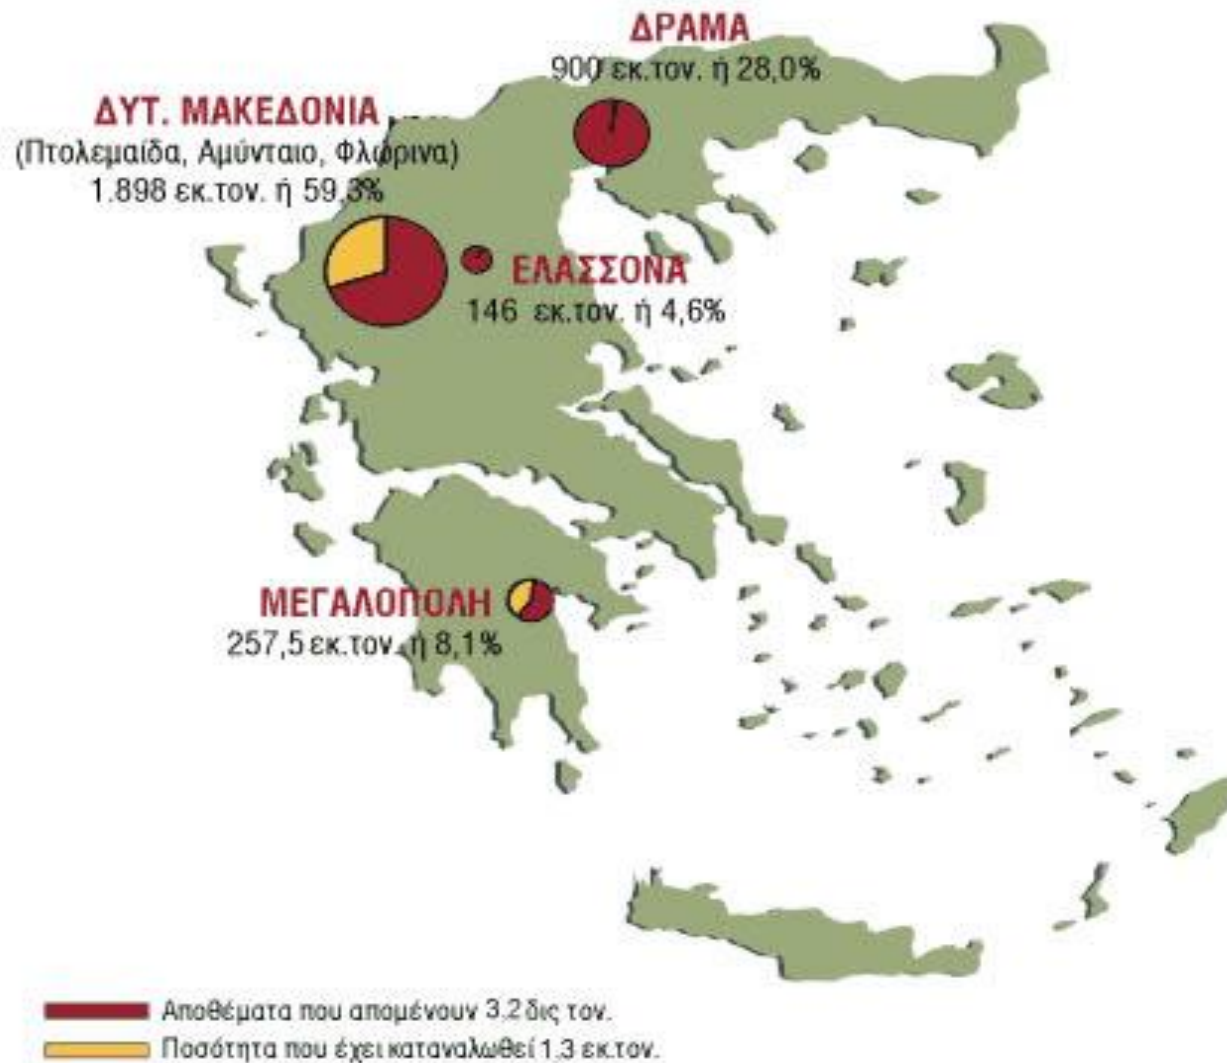 ΔΡΑΜΑ
900 εκ.τον. ή 28,0%
ΔΥΤ. ΜΑΚΕΔΟΝΙΑ
(Πτολεμαίδα, Αμύνταιο, Φλώρινα)
1.898 εκ.τον. ή 59,3%
ΕΛΑΣΣΟΝΑ
146 εκ.τον. ή 4,6%
ΜΕΓΑΛΟΠΟΛΗ
257,5 εκ.τον. ή 8,1%
Αποθέματα που απομένουν 3,2 δις τον.
Ποσότητα που έχει καταναλωθεί 1.3 εκ.τον.